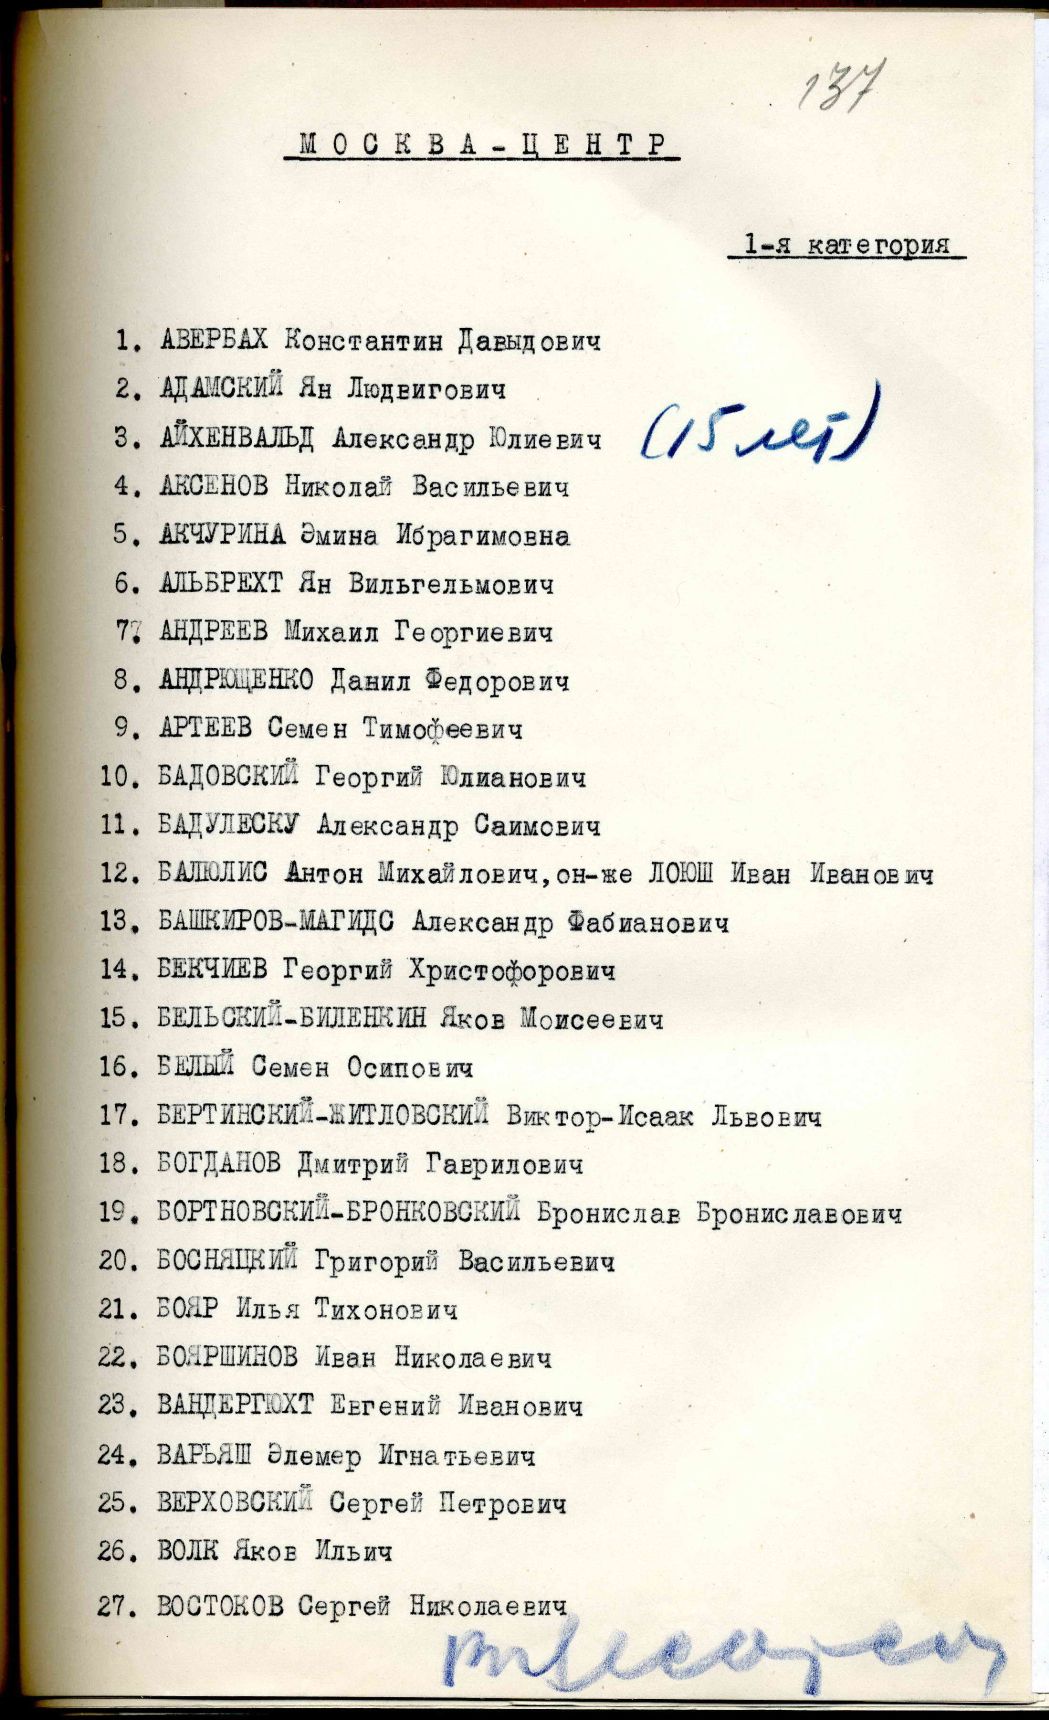 137
МОСКВА-ЦЕНТР
1-я категория
1. АВЕРБАХ Константин Давыдович
2. АДАМСКИЙ Ян Людвигович
3. АЙХЕНВАЛЬД Александр Юлиевич (15 лет)
4. АКСЕНОВ Николай Васильевич
5. АКЧУРИНА Эмина Ибрагимовна
6. АЛЬБРЕХТ Ян Вильгельмович
7. АНДРЕЕВ Михаил Георгиевич
8. АНДРЮЩЕНКО Данил Федорович
9. АРТЕЕВ Семен Тимофеевич
10. БАДОВСКИЙ Георгий Юлианович
11. БАДУЛЕСКУ Александр Саимович
12. БАЛЮЛИС Антон Михайлович,он-же ЛОЮШ Иван Иванович
13. БАШКИРОВ-МАГИДС Александр Фабианович
14. БЕКЧИЕВ Георгий Христофорович
15. БЕЛЬСКИЙ-БИЛЕНКИН Яков Моисеевич
16. БЕЛЫЙ Семен Осипович
17. БЕРТИНСКИЙ-ЖИТЛОВСКИЙ Виктор-Исаак Львович
18. БОГДАНОВ Дмитрий Гаврилович
19. БОРТНОВСКИЙ-БРОНКОВСКИЙ Бронислав Брониславович
20. БОСНЯЦКИЙ Григорий Васильевич
21. БОЯР Илья Тихонович
22. БОЯРШИНОВ Иван Николаевич
23. ВАНДЕРГЮХТ Евгений Иванович
24. ВАРЬЯШ Элемер Игнатьевич
25. ВЕРХОВСКИЙ Сергей Петрович
26. ВОЛК Яков Ильич
27. ВОСТОКОВ Сергей Николаевич